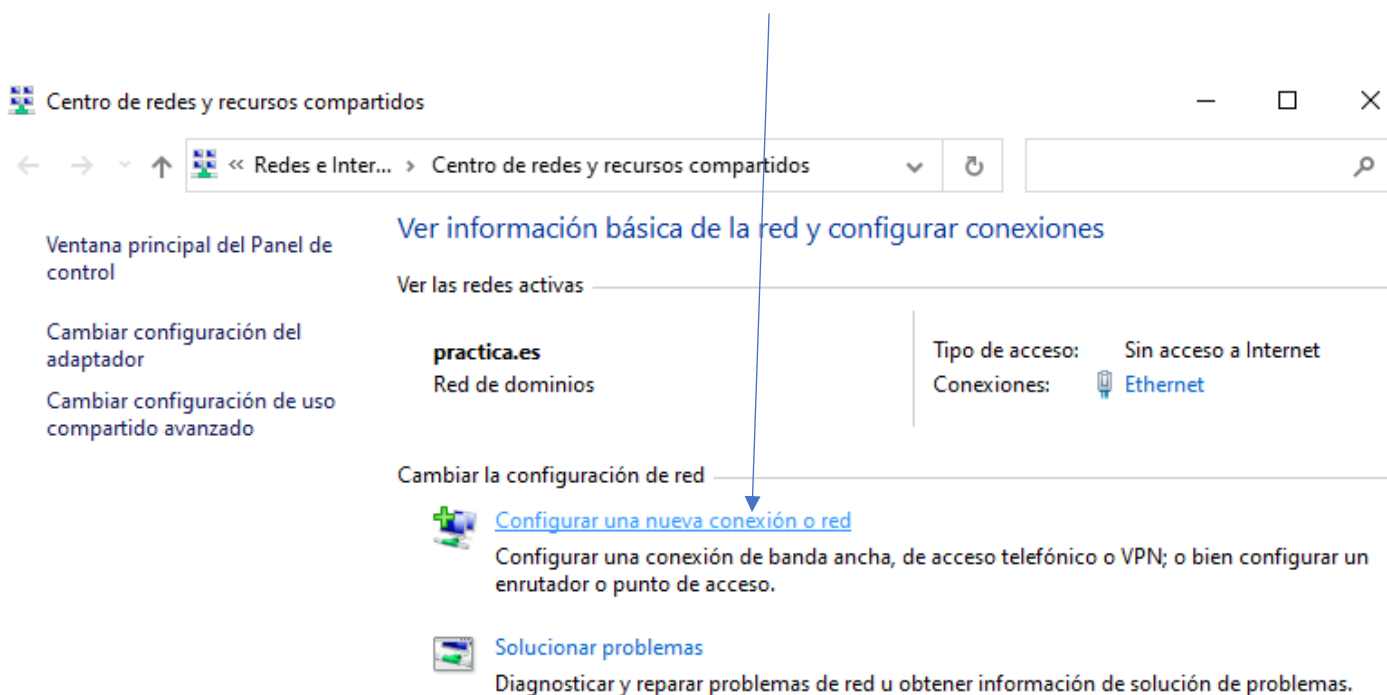 Centro de redes y recursos compartidos
« Redes e Inter... > Centro de redes y recursos compartidos
Ventana principal del Panel de
control
Cambiar configuración del
adaptador
Cambiar configuración de uso
compartido avanzado
Ver información básica de la red y configurar conexiones
Ver las redes activas
practica.es
Red de dominios
Tipo de acceso: Sin acceso a Internet
Conexiones: Ethernet
Cambiar la configuración de red
Configurar una nueva conexión o red
Configurar una conexión de banda ancha, de acceso telefónico o VPN; o bien configurar un
enrutador o punto de acceso.
Solucionar problemas
Diagnosticar y reparar problemas de red u obtener información de solución de problemas.